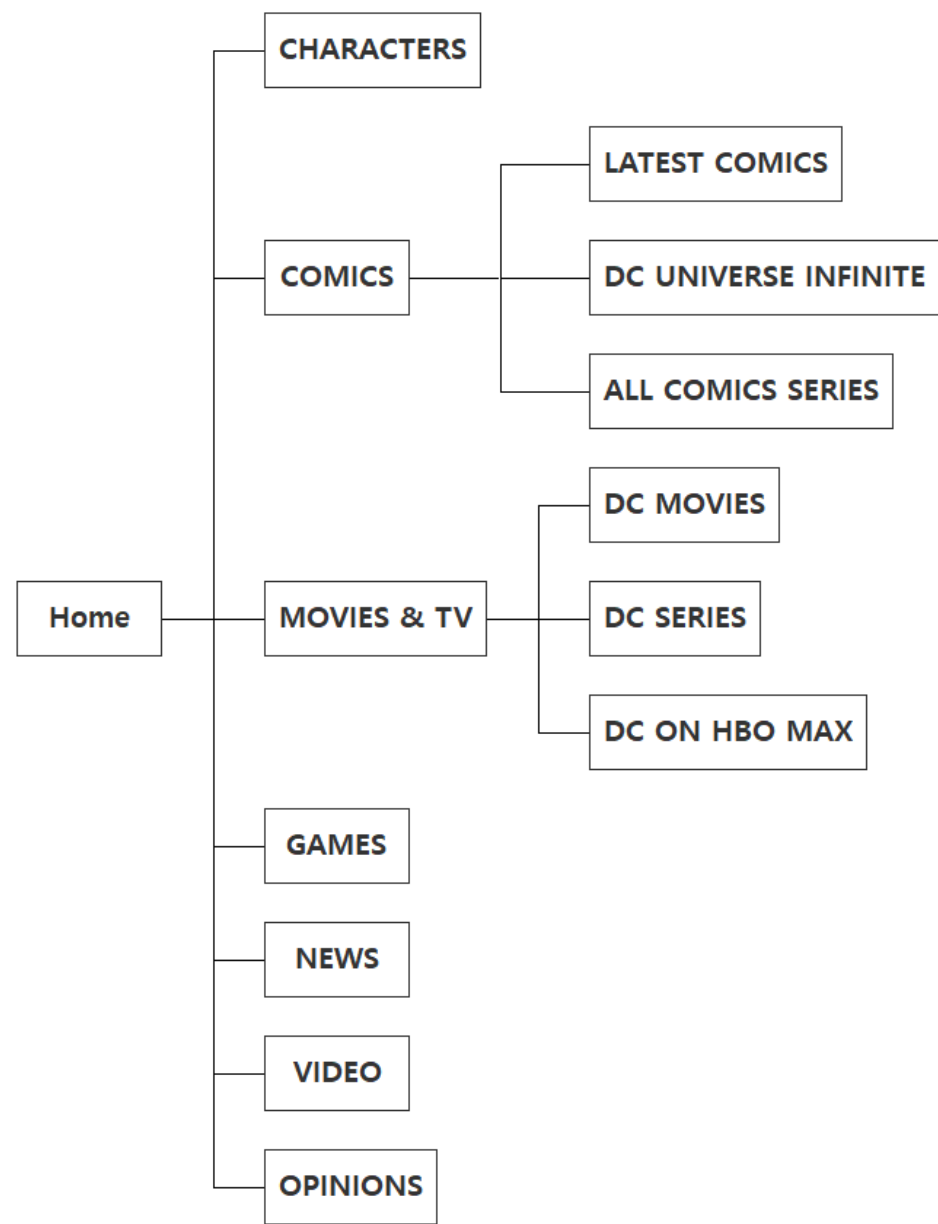 CHARACTERS
LATEST COMICS
COMICS
DC UNIVERSE INFINITE
ALL COMICS SERIES
DC MOVIES
Home
MOVIES & TV
DC SERIES
DC ON HBO MAX
GAMES
NEWS
VIDEO
OPINIONS